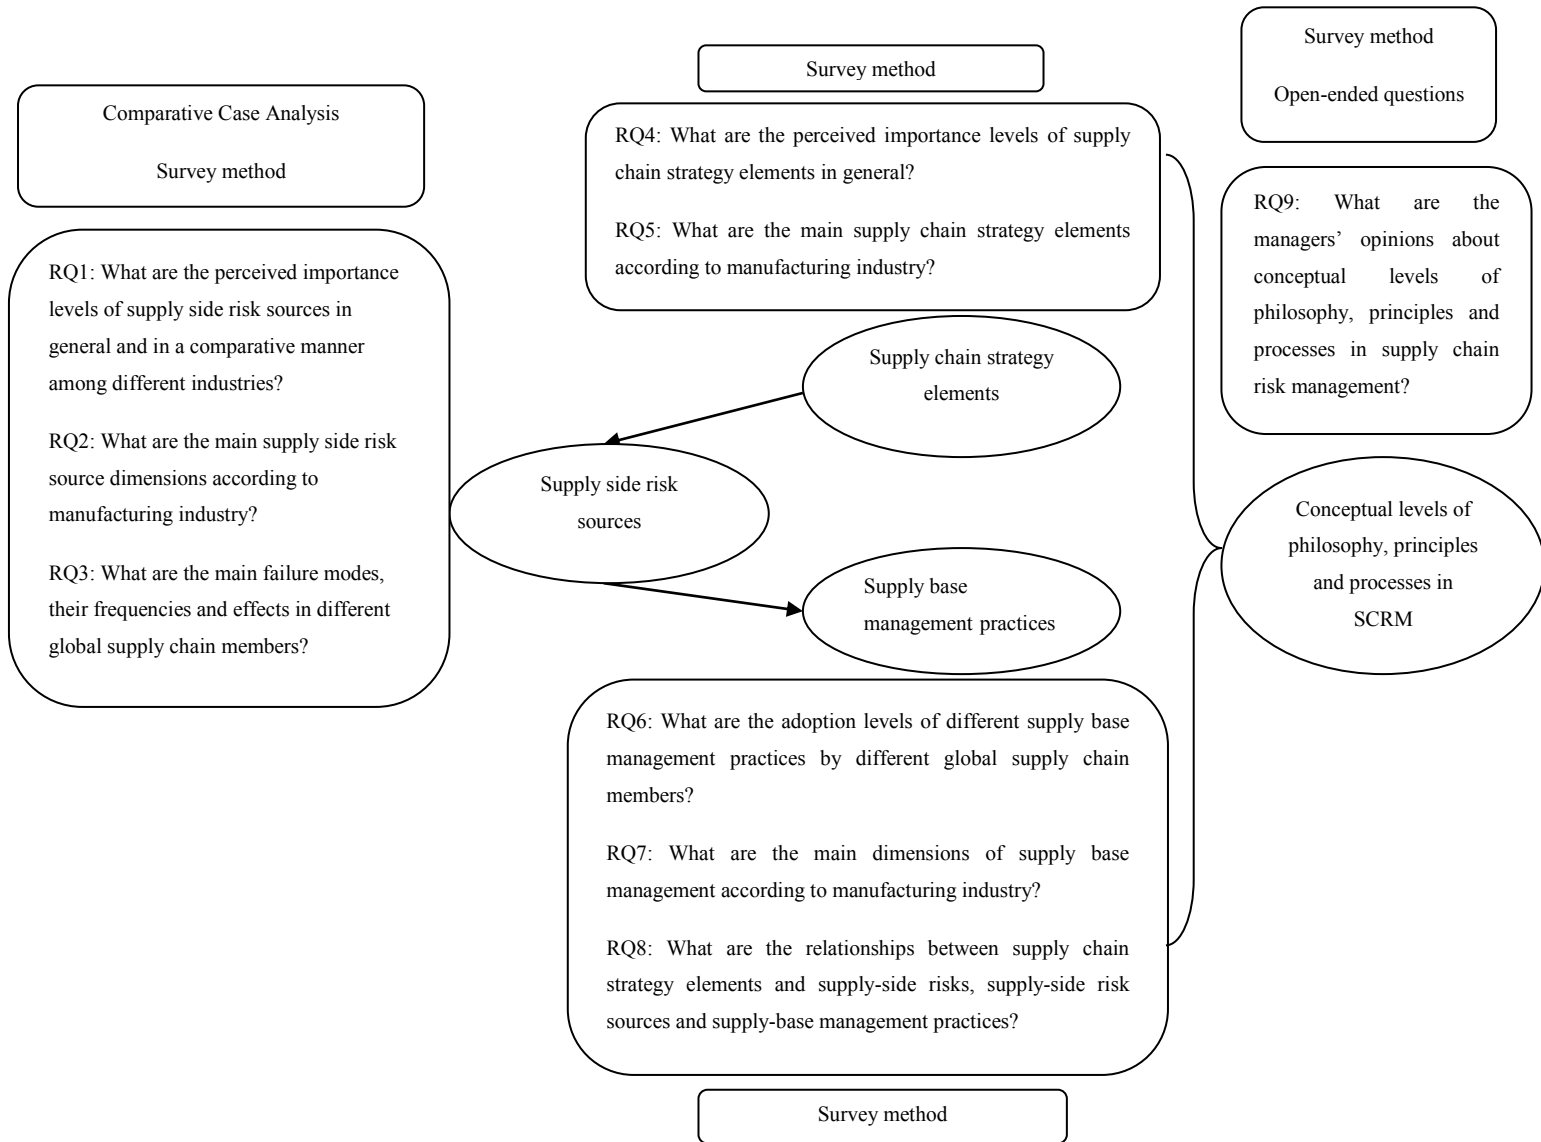 Comparative Case Analysis
Survey method
RQ1: What are the perceived importance
levels of supply side risk sources in
general and in a comparative manner
among different industries?
RQ2: What are the main supply side risk
source dimensions according to
manufacturing industry?
RQ3: What are the main failure modes,
their frequencies and effects in different
global supply chain members?
Supply side risk
sources
Survey method
RQ4: What are the perceived importance levels of supply
chain strategy elements in general?
RQ5: What are the main supply chain strategy elements
according to manufacturing industry?
Supply chain strategy
elements
Supply base
management practices
RQ6: What are the adoption levels of different supply base
management practices by different global supply chain
members?
RQ7: What are the main dimensions of supply base
management according to manufacturing industry?
RQ8: What are the relationships between supply chain
strategy elements and supply-side risks, supply-side risk
sources and supply-base management practices?
Survey method
Survey method
Open-ended questions
RQ9: What are the
managers’ opinions about
conceptual levels of
philosophy, principles and
processes in supply chain
risk management?
Conceptual levels of
philosophy, principles
and processes in
SCRM